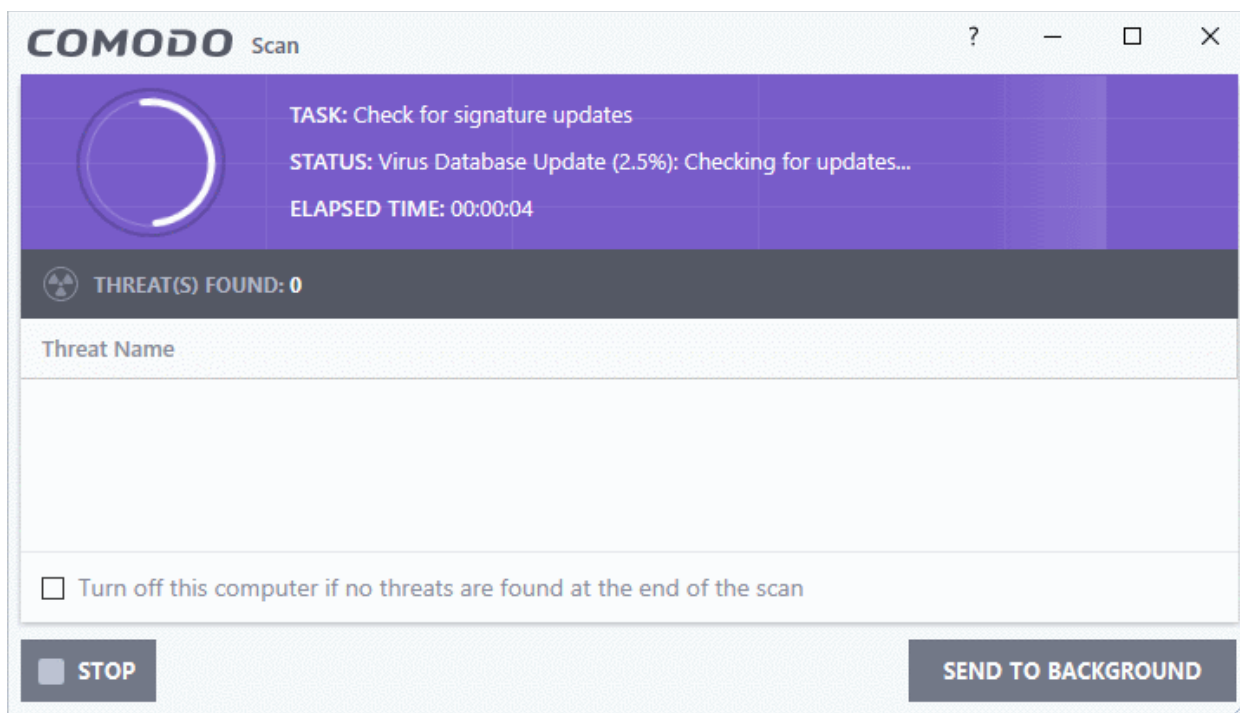 COMODO Scan ?
TASK: Check for signature updates
STATUS: Virus Database Update (2.5%): Checking for updates...
ELAPSED TIME: 00:00:04
THREAT(S) FOUND: 0
Threat Name
Turn off this computer if no threats are found at the end of the scan
STOP
SEND TO BACKGROUND